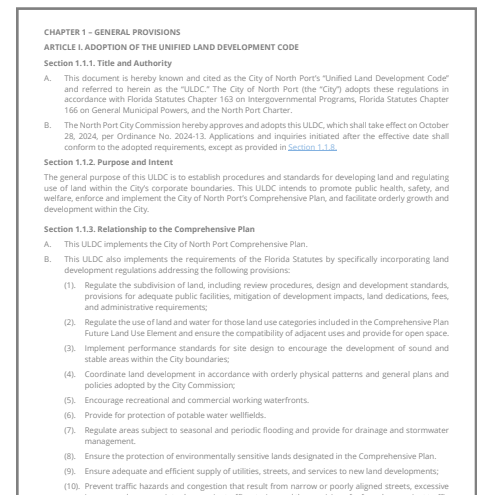 CHAPTER 1 – GENERAL PROVISIONS
ARTICLE I. ADOPTION OF THE UNIFIED LAND DEVELOPMENT CODE
Section 1.1.1. Title and Authority
A. This document is hereby known and cited as the City of North Port's "Unified Land Development Code"
and referred to herein as the "ULDC." The City of North Port (the "City") adopts these regulations in
accordance with Florida Statutes Chapter 163 on Intergovernmental Programs, Florida Statutes Chapter
166 on General Municipal Powers, and the North Port Charter.
B. The North Port City Commission hereby approves and adopts this ULDC, which shall take effect on October
28, 2024, per Ordinance No. 2024-13. Applications and inquiries initiated after the effective date shall
conform to the adopted requirements, except as provided in Section 1.1.8.
Section 1.1.2. Purpose and Intent
The general purpose of this ULDC is to establish procedures and standards for developing land and regulating
use of land within the City's corporate boundaries. This ULDC intends to promote public health, safety, and
welfare, enforce and implement the City of North Port's Comprehensive Plan, and facilitate orderly growth and
development within the City.
Section 1.1.3. Relationship to the Comprehensive Plan
A. This ULDC implements the City of North Port Comprehensive Plan.
B. This ULDC also implements the requirements of the Florida Statutes by specifically incorporating land
development regulations addressing the following provisions:
(1). Regulate the subdivision of land, including review procedures, design and development standards,
provisions for adequate public facilities, mitigation of development impacts, land dedications, fees,
and administrative requirements;
(2). Regulate the use of land and water for those land use categories included in the Comprehensive Plan
Future Land Use Element and ensure the compatibility of adjacent uses and provide for open space.
(3). Implement performance standards for site design to encourage the development of sound and
stable areas within the City boundaries;
(4). Coordinate land development in accordance with orderly physical patterns and general plans and
policies adopted by the City Commission;
(5). Encourage recreational and commercial working waterfronts.
(6). Provide for protection of potable water wellfields.
(7). Regulate areas subject to seasonal and periodic flooding and provide for drainage and stormwater
management.
(8). Ensure the protection of environmentally sensitive lands designated in the Comprehensive Plan.
(9). Ensure adequate and efficient supply of utilities, streets, and services to new land developments;
(10). Prevent traffic hazards and congestion that result from narrow or poorly aligned streets, excessive